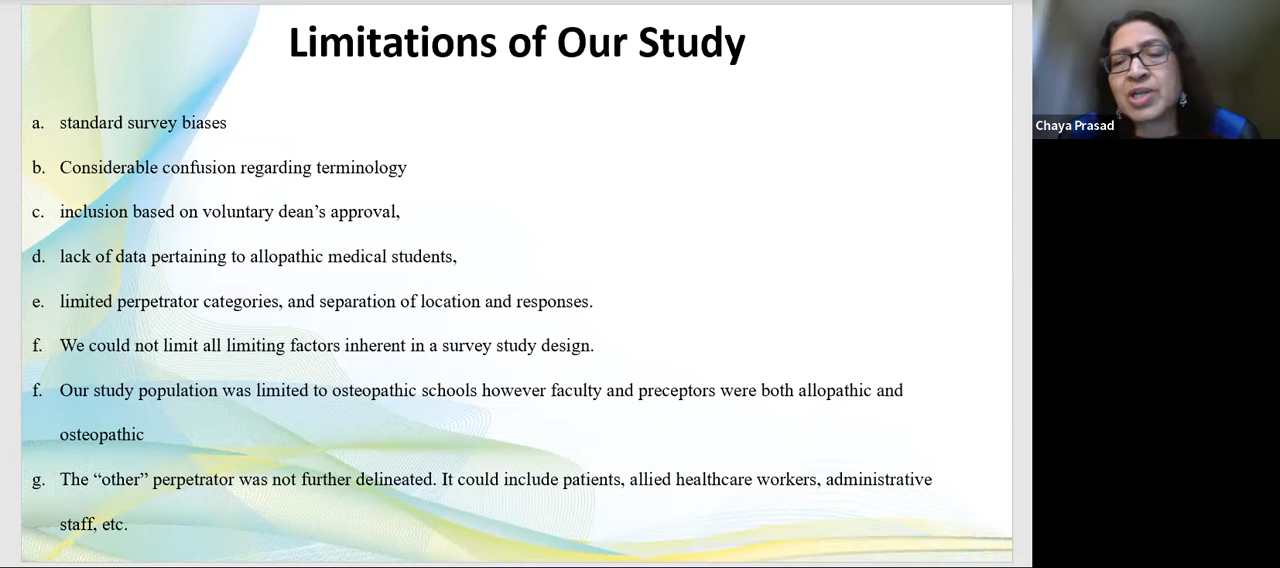 Limitations of Our Study
a. standard survey biases
b. Considerable confusion regarding terminology
c. inclusion based on voluntary dean’s approval,
d. lack of data pertaining to allopathic medical students,
e. limited perpetrator categories, and separation of location and responses.
f. We could not limit all limiting factors inherent in a survey study design.
f. Our study population was limited to osteopathic schools however faculty and preceptors were both allopathic and
osteopathic
g. The “other” perpetrator was not further delineated. It could include patients, allied healthcare workers, administrative
staff, etc.
Chaya Prasad